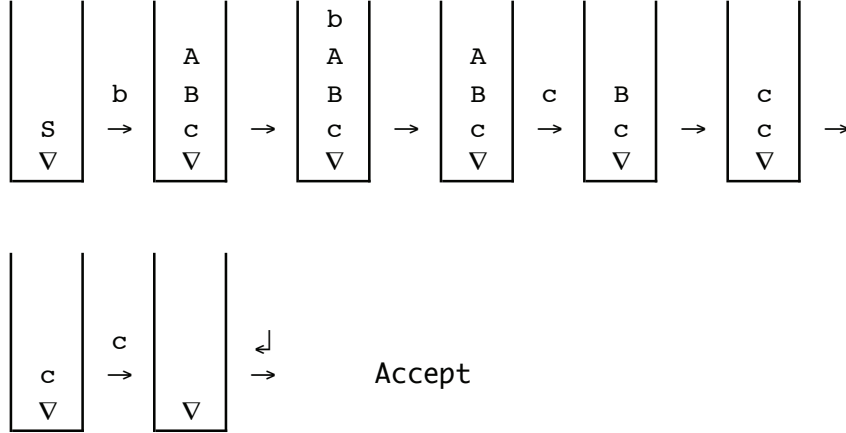 b
A A A
b B B B c B c
S → c → c → c → c → c →
∇ ∇ ∇ ∇ ∇ ∇
c ↵
c → → Accept
∇ ∇